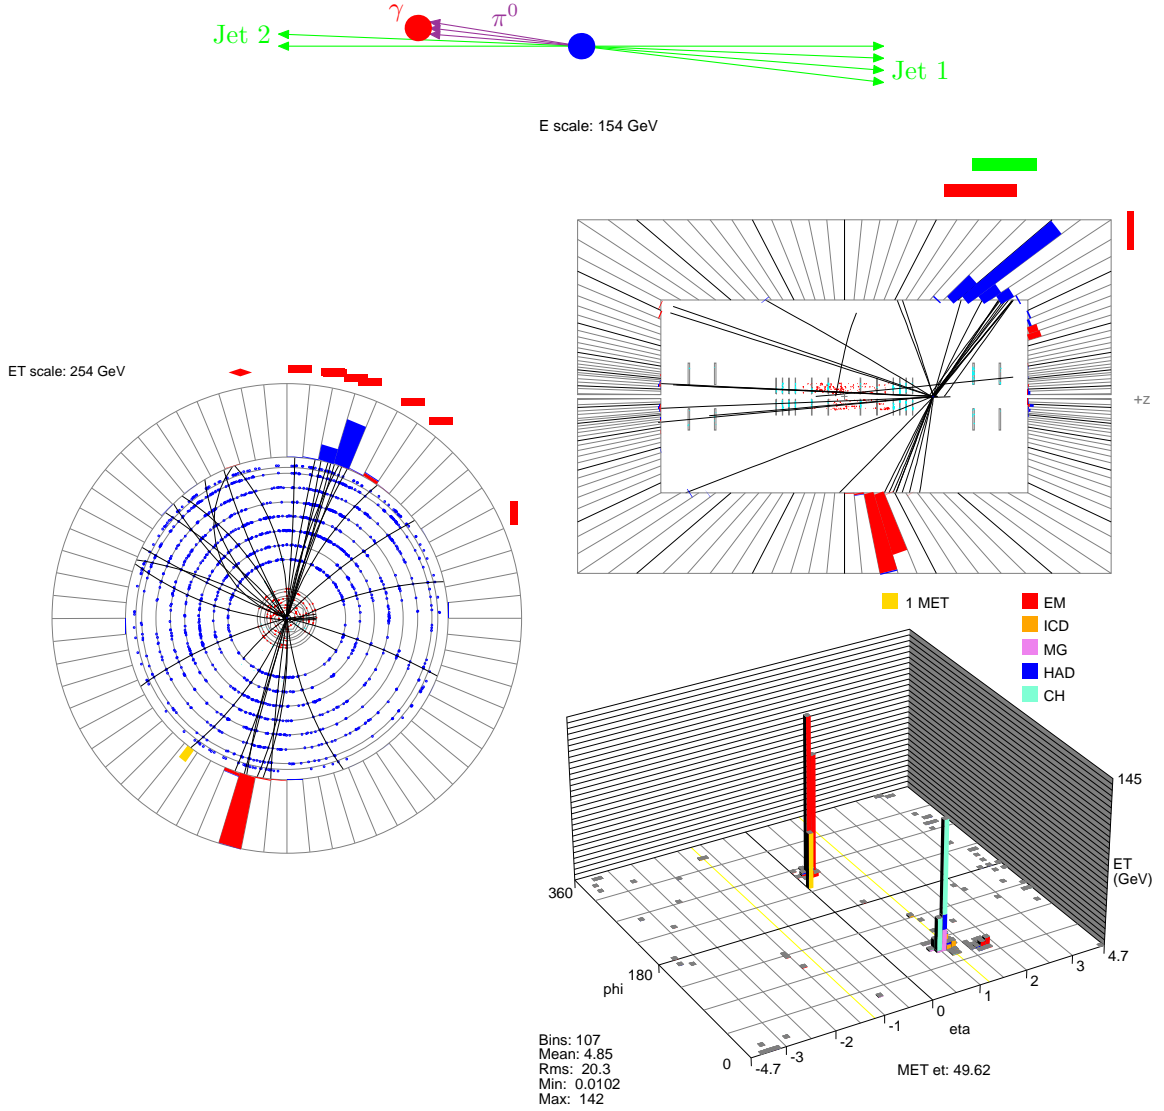 γ
π0
Jet 2
Jet 1
E scale: 154 GeV
+z
ET scale: 254 GeV
1 MET
EM
ICD
MG
HAD
CH
145
ET
(GeV)
360
180
phi
0
-4.7
-3
-2
-1
0
1
2
3
4.7
eta
Bins: 107
Mean: 4.85
Rms: 20.3
Min: 0.0102
Max: 142
MET et: 49.62